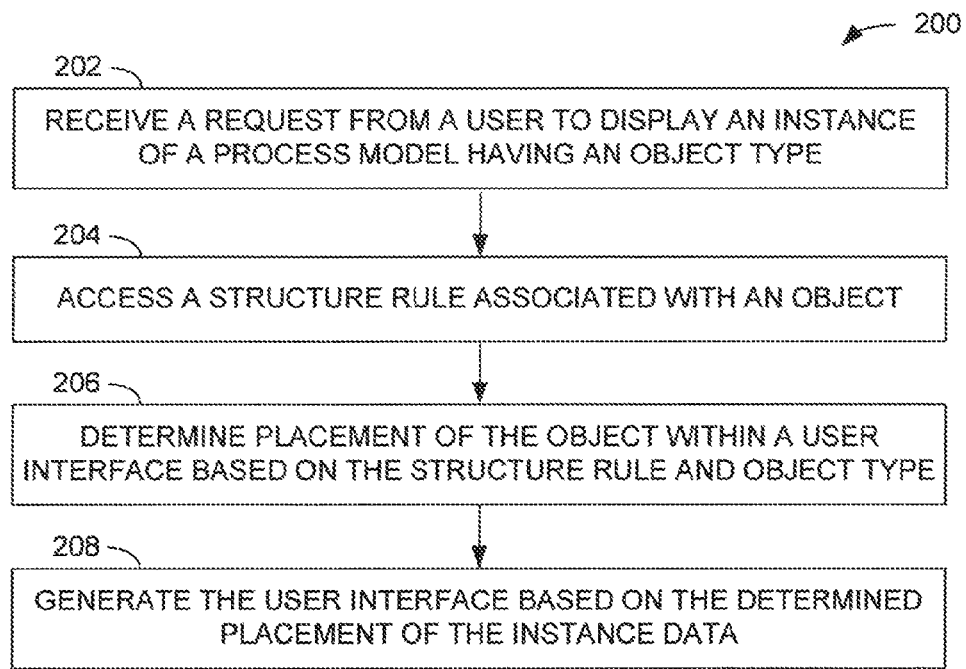 200
202
RECEIVE A REQUEST FROM A USER TO DISPLAY AN INSTANCE
OF A PROCESS MODEL HAVING AN OBJECT TYPE
204
ACCESS A STRUCTURE RULE ASSOCIATED WITH AN OBJECT
206
DETERMINE PLACEMENT OF THE OBJECT WITHIN A USER
INTERFACE BASED ON THE STRUCTURE RULE AND OBJECT TYPE
208
GENERATE THE USER INTERFACE BASED ON THE DETERMINED
PLACEMENT OF THE INSTANCE DATA